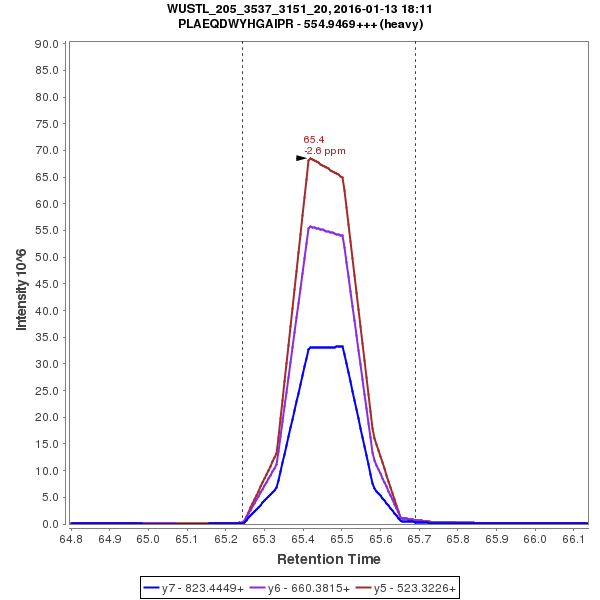 WUSTL_205_3537_3151_20, 2016-01-13 18:11
PLAEQDWYHGAIPR - 554.9469+++ (heavy)
90.0
85.0
80.0
75.0
70.0
65.0
60.0
55.0
50.0
45.0
40.0
35.0
30.0
25.0
20.0
15.0
10.0
5.0
0.0
Intensity 10^6
65.4
-2.6 ppm
64.8 64.9 65.0 65.1 65.2 65.3 65.4 65.5 65.6 65.7 65.8 65.9 66.0 66.1
Retention Time
y7 - 823.4449+ y6 - 660.3815+ y5 - 523.3226+